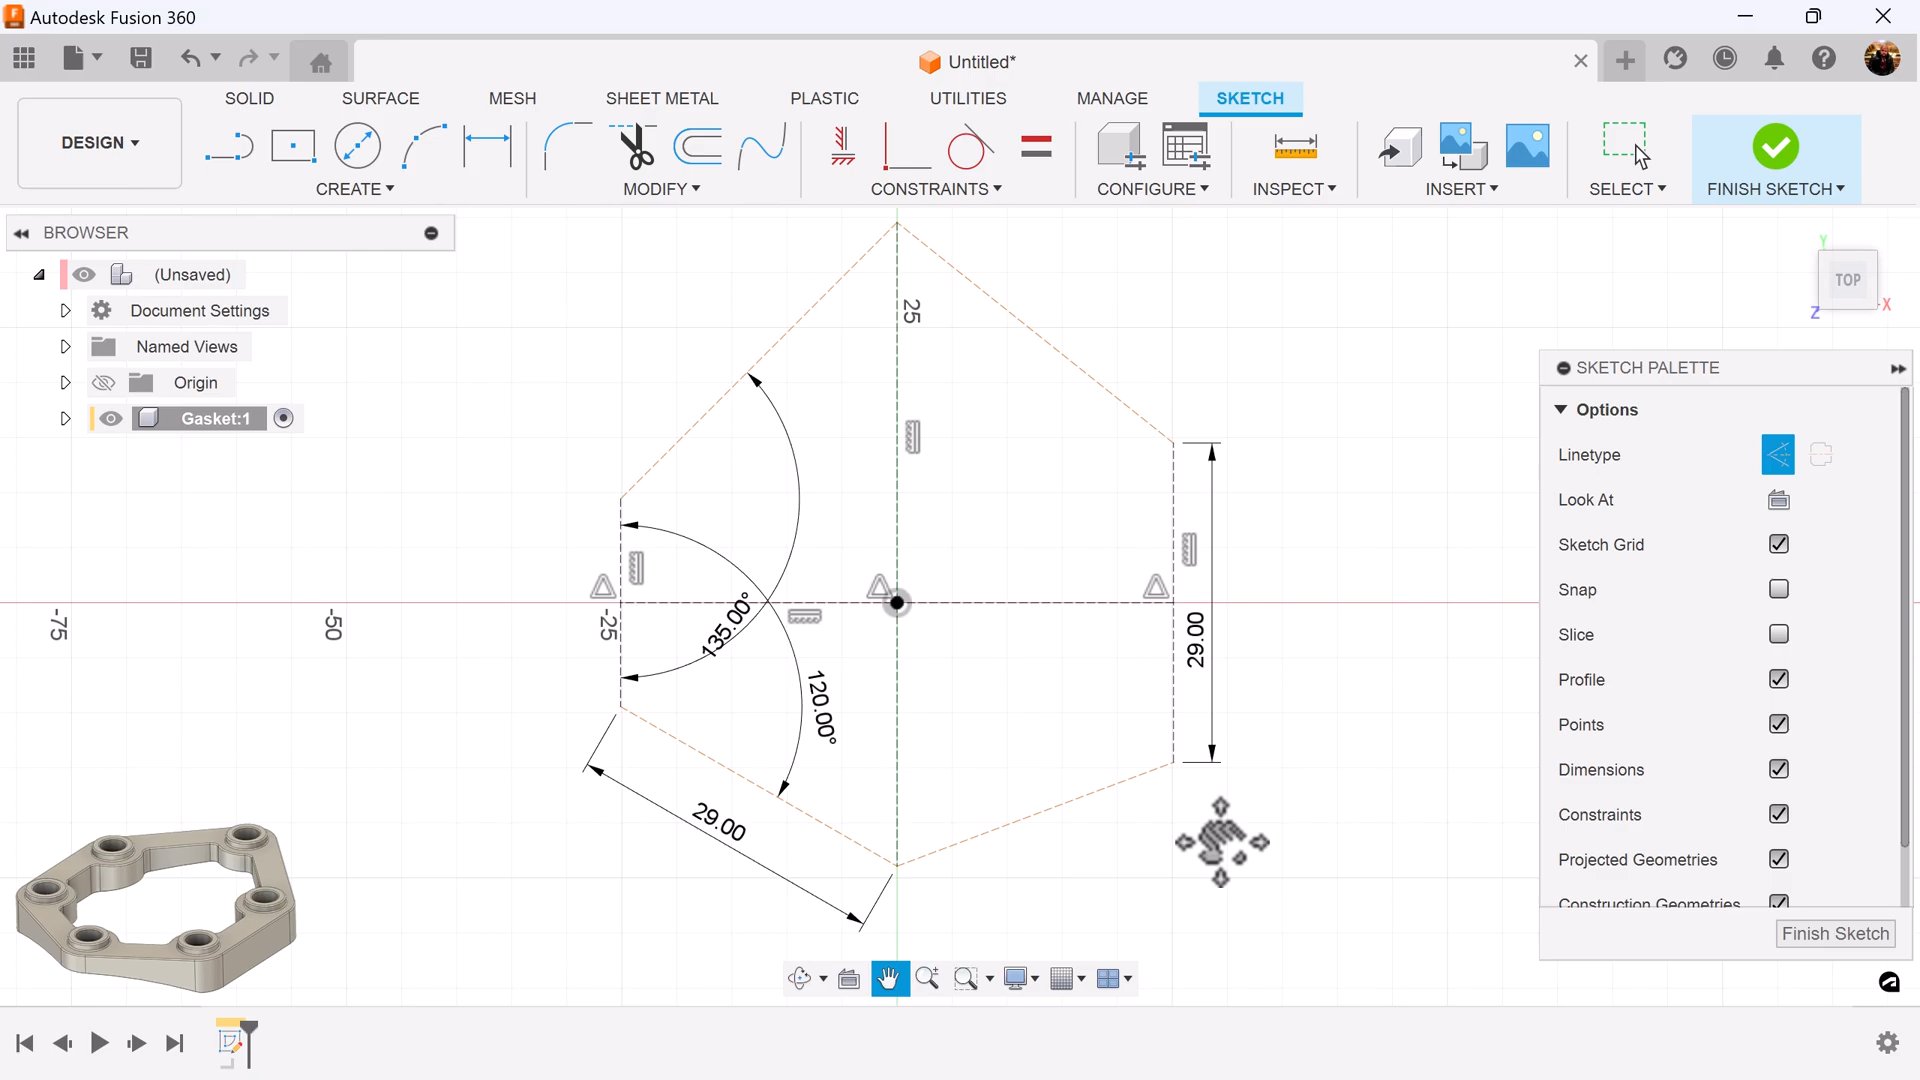 Autodesk Fusion 360
Untitled*
SOLID SURFACE MESH SHEET METAL PLASTIC UTILITIES MANAGE SKETCH
DESIGN
CREATE MODIFY CONSTRAINTS CONFIGURE INSPECT INSERT SELECT FINISH SKETCH
BROWSER
(Unsaved)
Document Settings
Named Views
Origin
Gasket:1
25
-75
-50
-25
135.00°
120.00°
29.00
29.00
Y
TOP
Z
X
SKETCH PALETTE
Options
Linetype
Look At
Sketch Grid
Snap
Slice
Profile
Points
Dimensions
Constraints
Projected Geometries
Construction Geometries
Finish Sketch